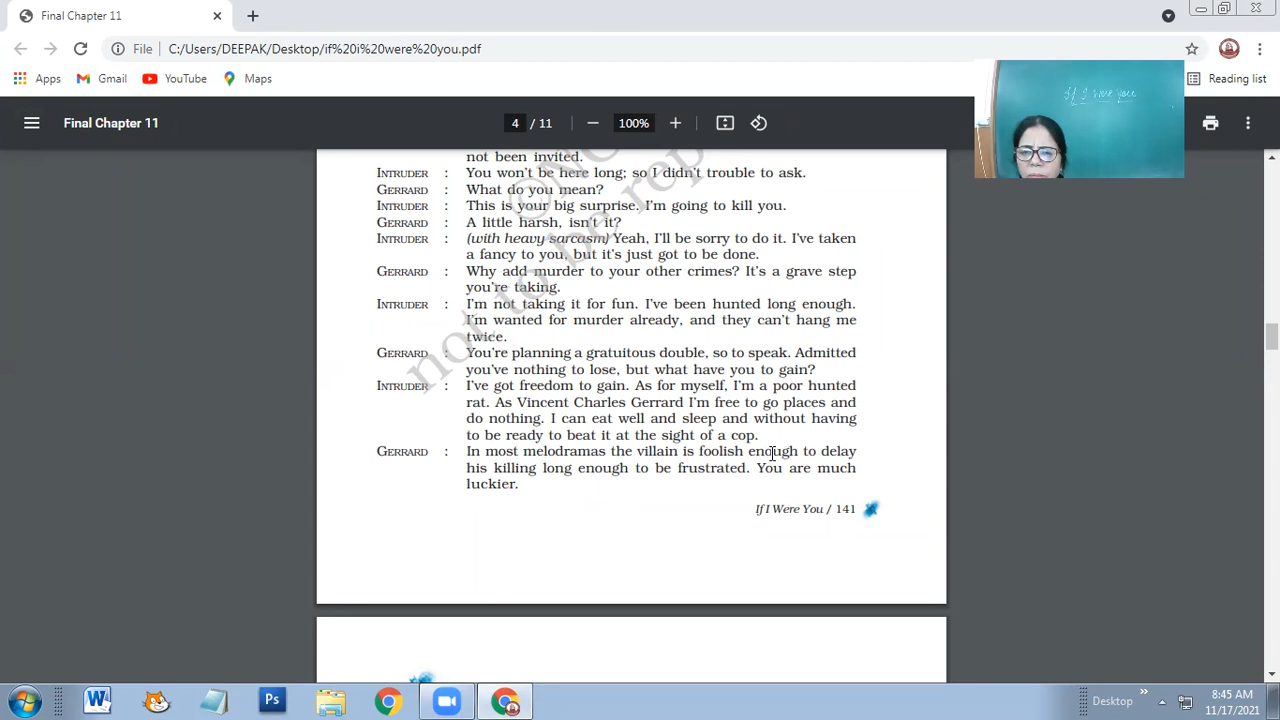 Final Chapter 11
File C:/Users/DEEPAK/Desktop/if%20i%20were%20you.pdf
Apps Gmail YouTube Maps Reading list
If I were you
Final Chapter 11 4 / 11 100%
not been invited.
INTRUDER : You won't be here long; so I didn't trouble to ask.
GERRARD : What do you mean?
INTRUDER : This is your big surprise. I'm going to kill you.
GERRARD : A little harsh, isn't it?
INTRUDER : (with heavy sarcasm) Yeah, I'll be sorry to do it. I've taken
a fancy to you, but it's just got to be done.
GERRARD : Why add murder to your other crimes? It's a grave step
you're taking.
INTRUDER : I'm not taking it for fun. I've been hunted long enough.
I'm wanted for murder already, and they can't hang me
twice.
GERRARD : You're planning a gratuitous double, so to speak. Admitted
you've nothing to lose, but what have you to gain?
INTRUDER : I've got freedom to gain. As for myself, I'm a poor hunted
rat. As Vincent Charles Gerrard I'm free to go places and
do nothing. I can eat well and sleep and without having
to be ready to beat it at the sight of a cop.
GERRARD : In most melodramas the villain is foolish enough to delay
his killing long enough to be frustrated. You are much
luckier.
If I Were You / 141
not to be rep
Desktop
8:45 AM
11/17/2021